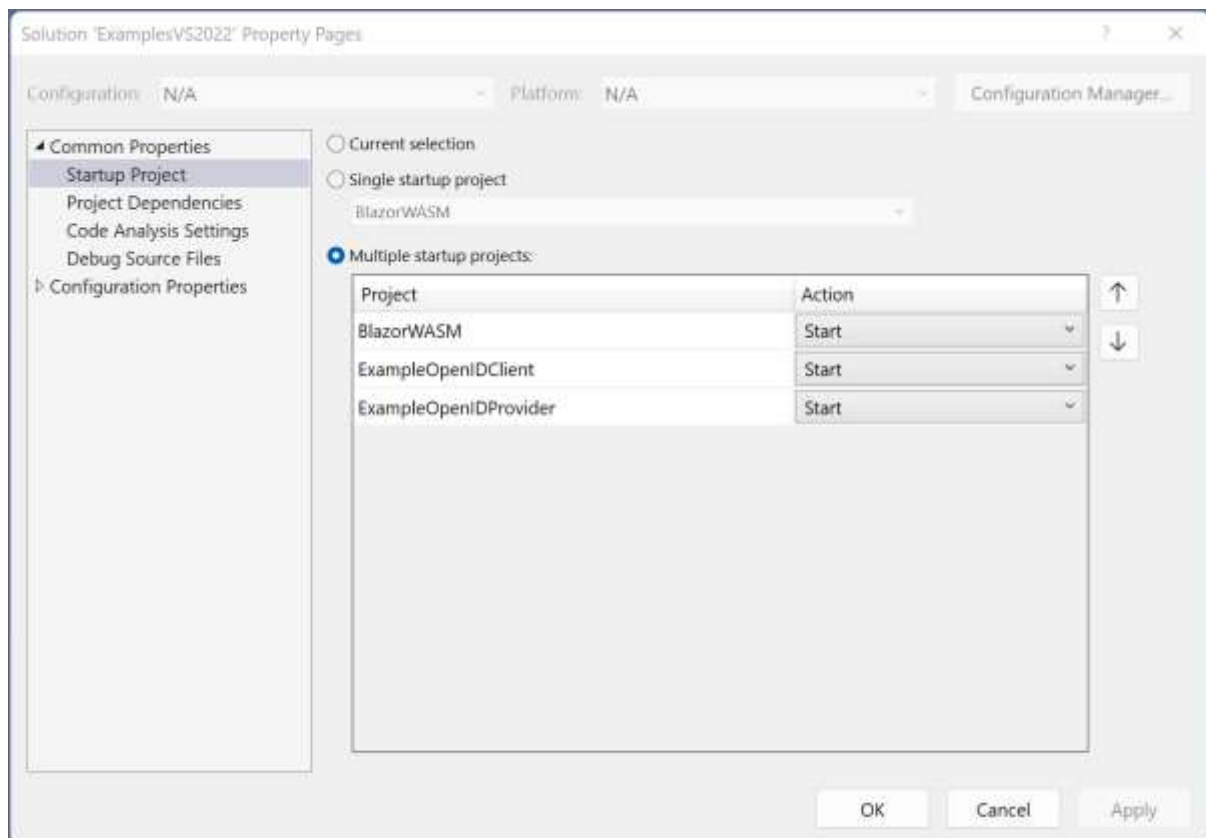 Solution 'ExamplesVS2022' Property Pages ?
Configuration: N/A Platform: N/A Configuration Manager...
Common Properties
Startup Project
Project Dependencies
Code Analysis Settings
Debug Source Files
Configuration Properties
Current selection
Single startup project
BlazorWASM
Multiple startup projects:
Project Action
BlazorWASM Start
ExampleOpenIDClient Start
ExampleOpenIDProvider Start
OK Cancel Apply